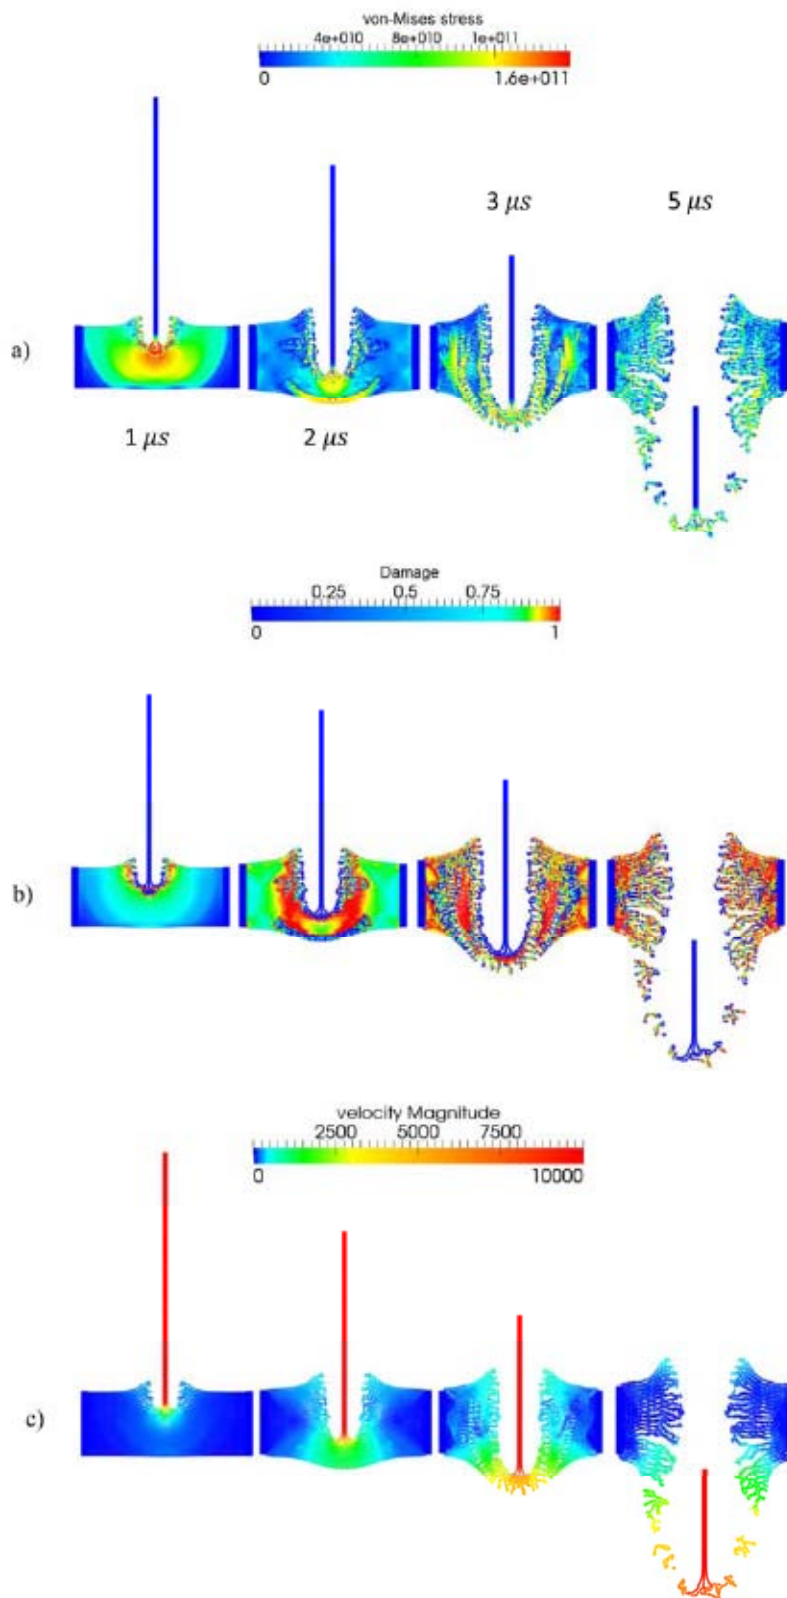 von-Mises stress
4e+010 8e+010 1e+011
0 1.6e+011
3 μs 5 μs
a)
1 μs 2 μs
Damage
0.25 0.5 0.75
0 1
b)
velocity Magnitude
2500 5000 7500
0 10000
c)